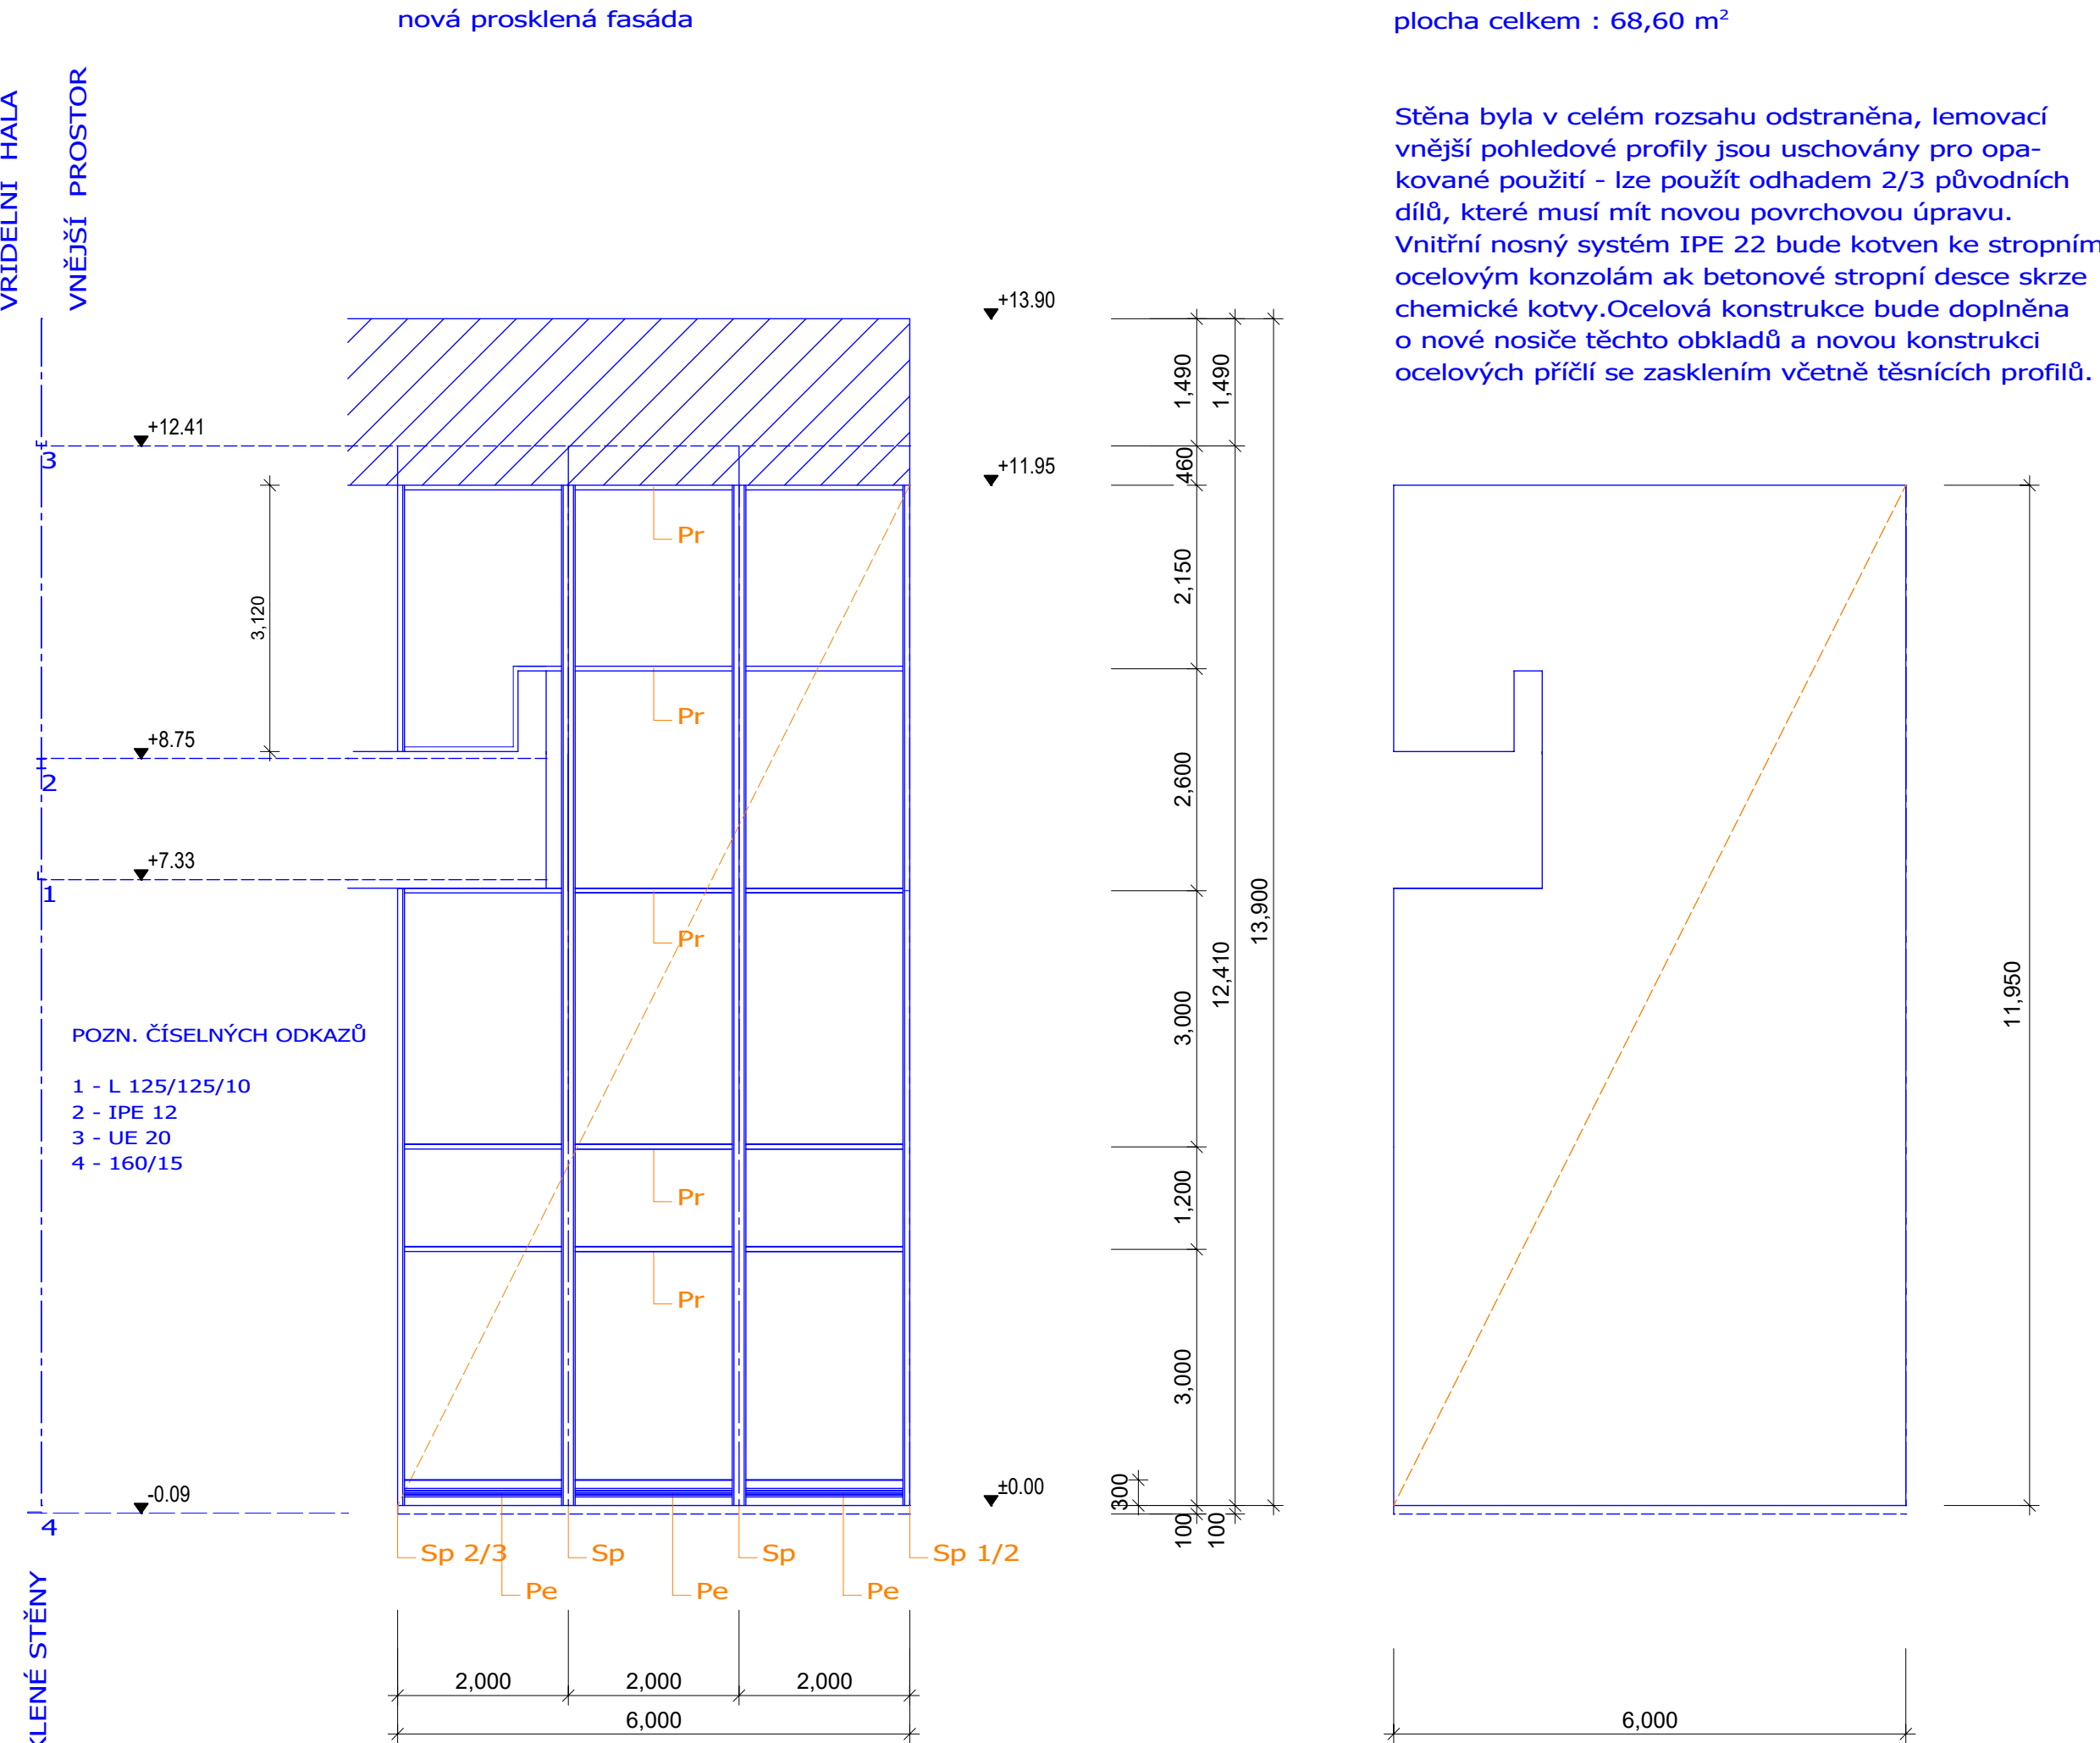 nová prosklená fasáda
plocha celkem : 68,60 m²
VRIDELNI HALA
VNĚJŠÍ PROSTOR
Stěna byla v celém rozsahu odstraněna, lemovací
vnější pohledové profily jsou uschovány pro opa-
kované použití - lze použít odhadem 2/3 původních
dílů, které musí mít novou povrchovou úpravu.
Vnitřní nosný systém IPE 22 bude kotven ke stropním
ocelovým konzolám ak betonové stropní desce skrze
chemické kotvy.Ocelová konstrukce bude doplněna
o nové nosiče těchto obkladů a novou konstrukci
ocelových příčlí se zasklením včetně těsnících profilů.
+13.90
1,490
1,490
+12.41
3
460
+11.95
Pr
2,150
3,120
Pr
+8.75
2
2,600
+7.33
1
13,900
Pr
12,410
3,000
11,950
POZN. ČÍSELNÝCH ODKAZŮ
1 - L 125/125/10
2 - IPE 12
3 - UE 20
4 - 160/15
Pr
1,200
Pr
3,000
-0.09
4
±0.00
300
100
100
Sp 2/3
Sp
Sp
Sp 1/2
Pe
Pe
Pe
KLENÉ STĚNY
2,000
2,000
2,000
6,000
6,000